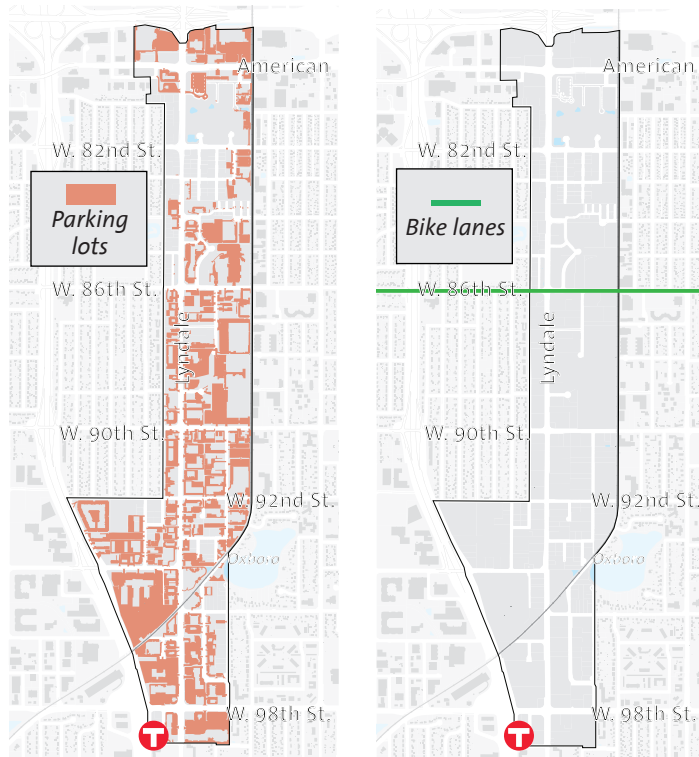 American
W. 82nd St.
Parking
lots
W. 86th St.
Lyndale
W. 90th St.
W. 92nd St.
Oxboro
W. 98th St.
T
American
W. 82nd St.
Bike lanes
W. 86th St.
Lyndale
W. 90th St.
W. 92nd St.
Oxboro
W. 98th St.
T